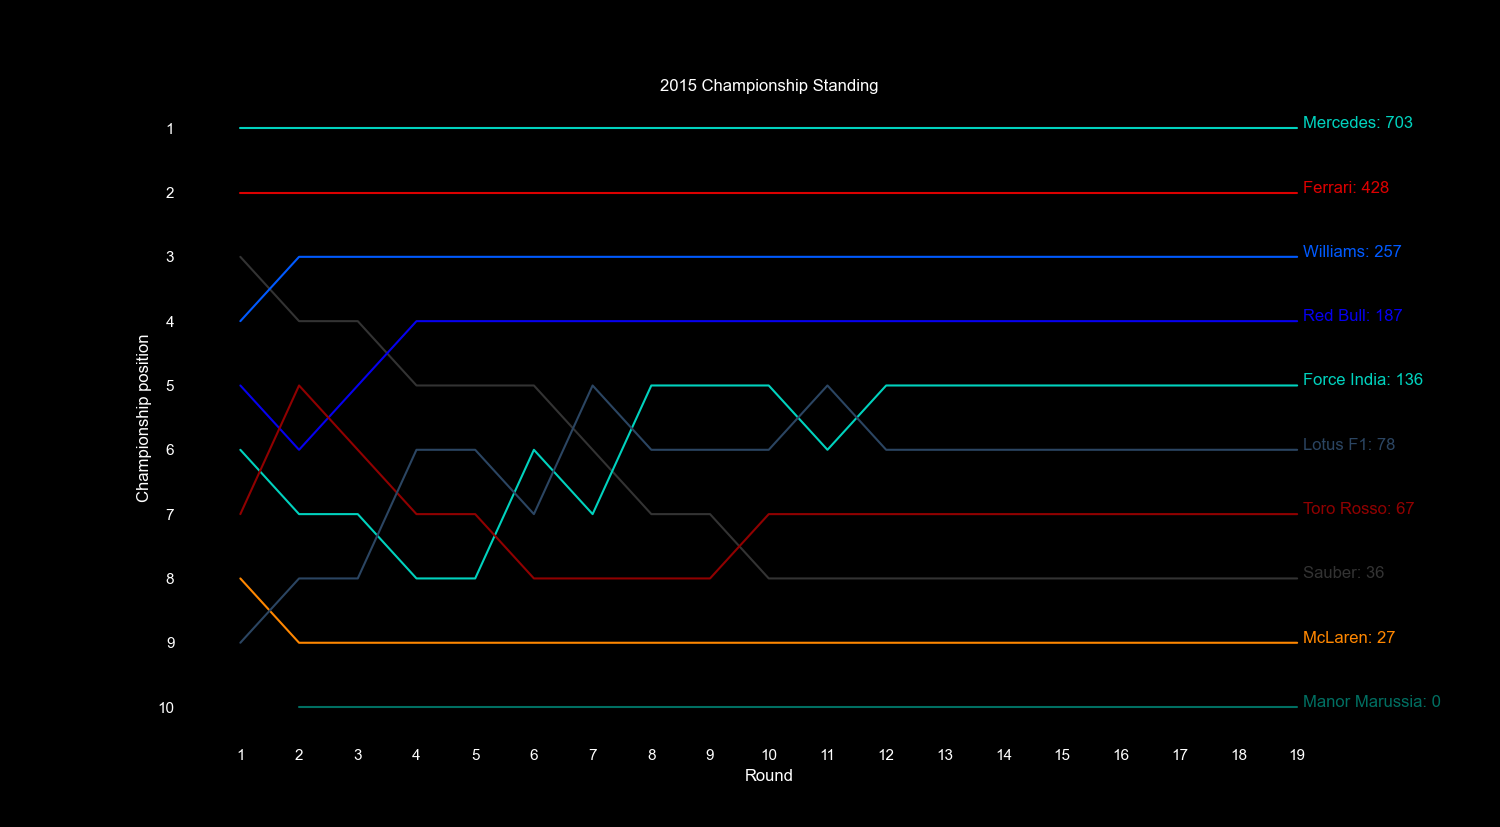 2015 Championship Standing
1
Mercedes: 703
2
Ferrari: 428
3
Williams: 257
4
Red Bull: 187
Championship position
5
Force India: 136
6
Lotus F1: 78
7
Toro Rosso: 67
8
Sauber: 36
9
McLaren: 27
10
Manor Marussia: 0
1 2 3 4 5 6 7 8 9 10 11 12 13 14 15 16 17 18 19
Round